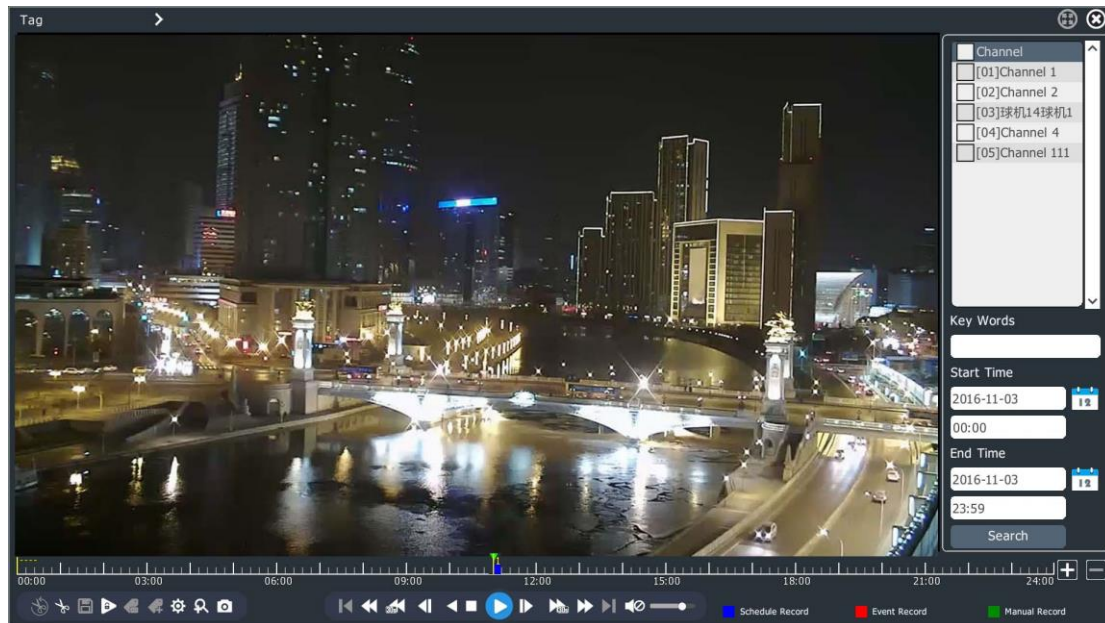 Tag
Channel
[01]Channel 1
[02]Channel 2
[03]球机14球机1
[04]Channel 4
[05]Channel 111
Key Words
Start Time
2016-11-03
12
00:00
End Time
2016-11-03
12
23:59
Search
00:00 03:00 06:00 09:00 12:00 15:00 18:00 21:00 24:00
Schedule Record Event Record Manual Record